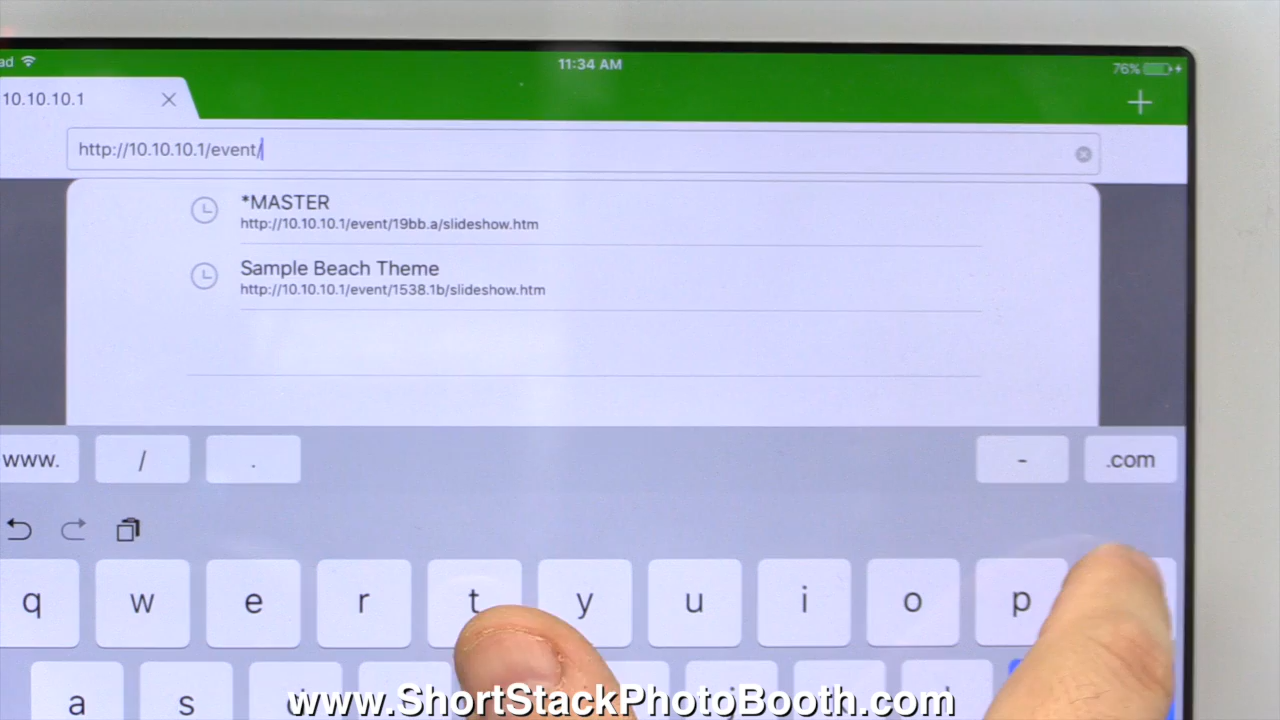 ad 11:34 AM 76%
10.10.10.1
http://10.10.10.1/event/
*MASTER
http://10.10.10.1/event/19bb.a/slideshow.htm
Sample Beach Theme
http://10.10.10.1/event/1538.1b/slideshow.htm
www. / . - .com
q w e r t y u i o p
a s
www.ShortStackPhotoBooth.com